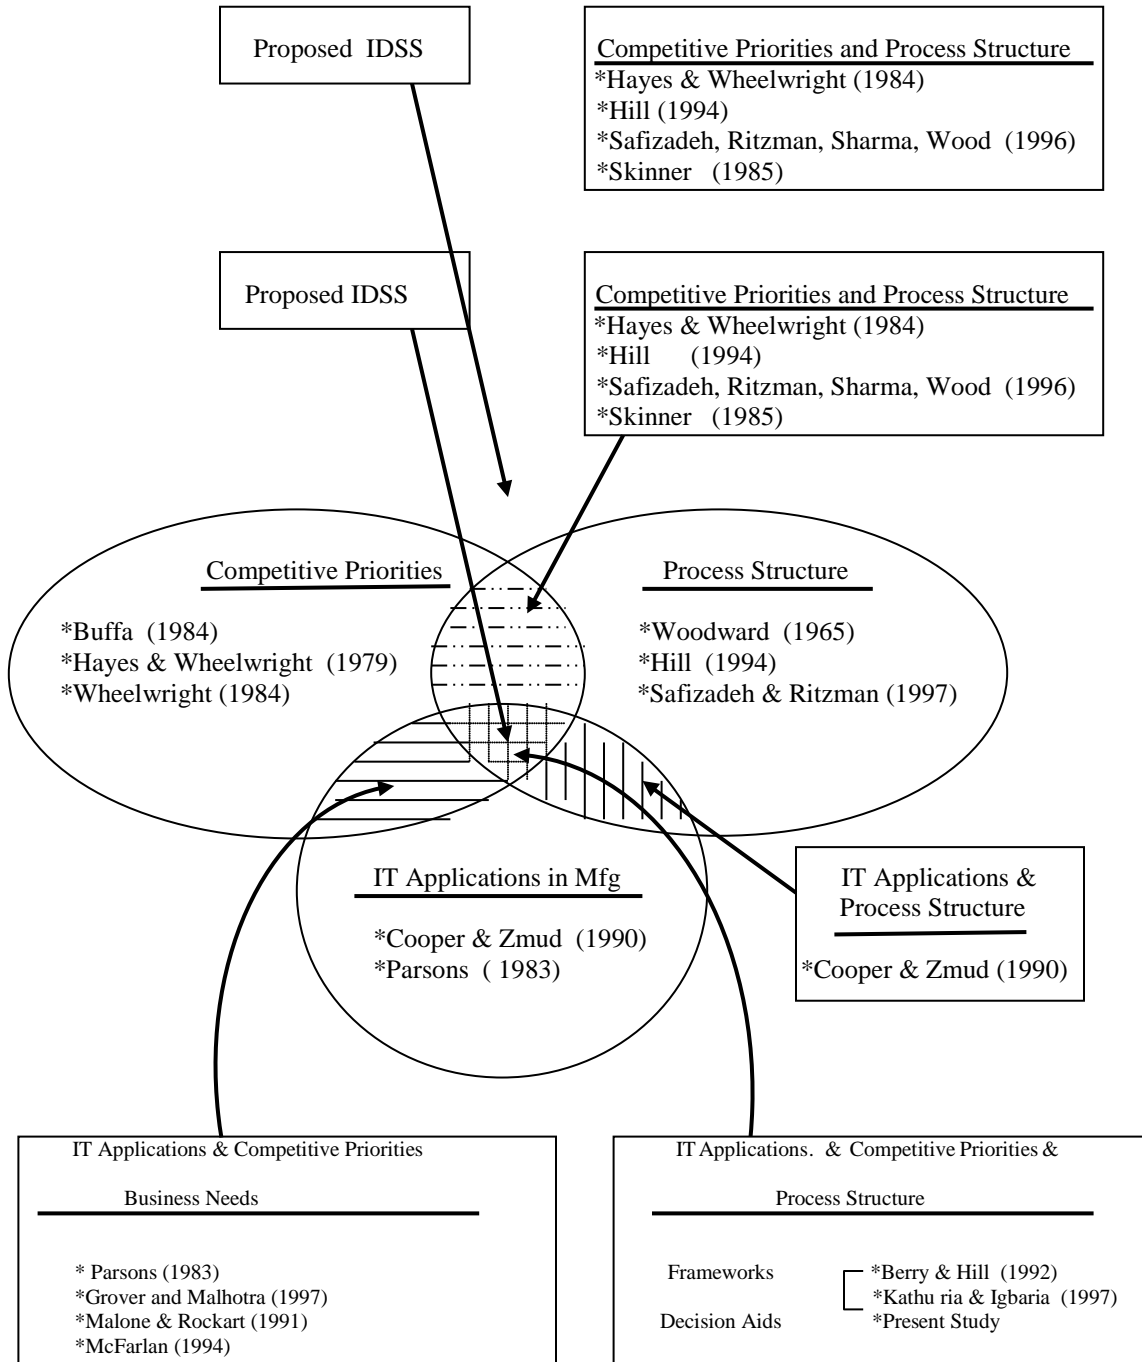 Proposed IDSS
Competitive Priorities and Process Structure
*Hayes & Wheelwright (1984)
*Hill (1994)
*Safizadeh, Ritzman, Sharma, Wood (1996)
*Skinner (1985)
Proposed IDSS
Competitive Priorities and Process Structure
*Hayes & Wheelwright (1984)
*Hill (1994)
*Safizadeh, Ritzman, Sharma, Wood (1996)
*Skinner (1985)
Competitive Priorities
*Buffa (1984)
*Hayes & Wheelwright (1979)
*Wheelwright (1984)
Process Structure
*Woodward (1965)
*Hill (1994)
*Safizadeh & Ritzman (1997)
IT Applications in Mfg
*Cooper & Zmud (1990)
*Parsons ( 1983)
IT Applications &
Process Structure
*Cooper & Zmud (1990)
IT Applications & Competitive Priorities
Business Needs
* Parsons (1983)
*Grover and Malhotra (1997)
*Malone & Rockart (1991)
*McFarlan (1994)
IT Applications. & Competitive Priorities &
Process Structure
Frameworks *Berry & Hill (1992)
*Kathu ria & Igbaria (1997)
Decision Aids *Present Study